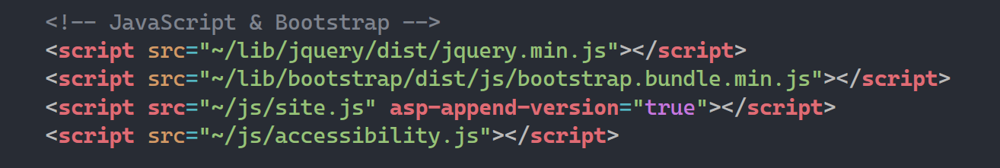 <!-- JavaScript & Bootstrap -->
<script src="~/lib/jquery/dist/jquery.min.js"></script>
<script src="~/lib/bootstrap/dist/js/bootstrap.bundle.min.js"></script>
<script src="~/js/site.js" asp-append-version="true"></script>
<script src="~/js/accessibility.js"></script>